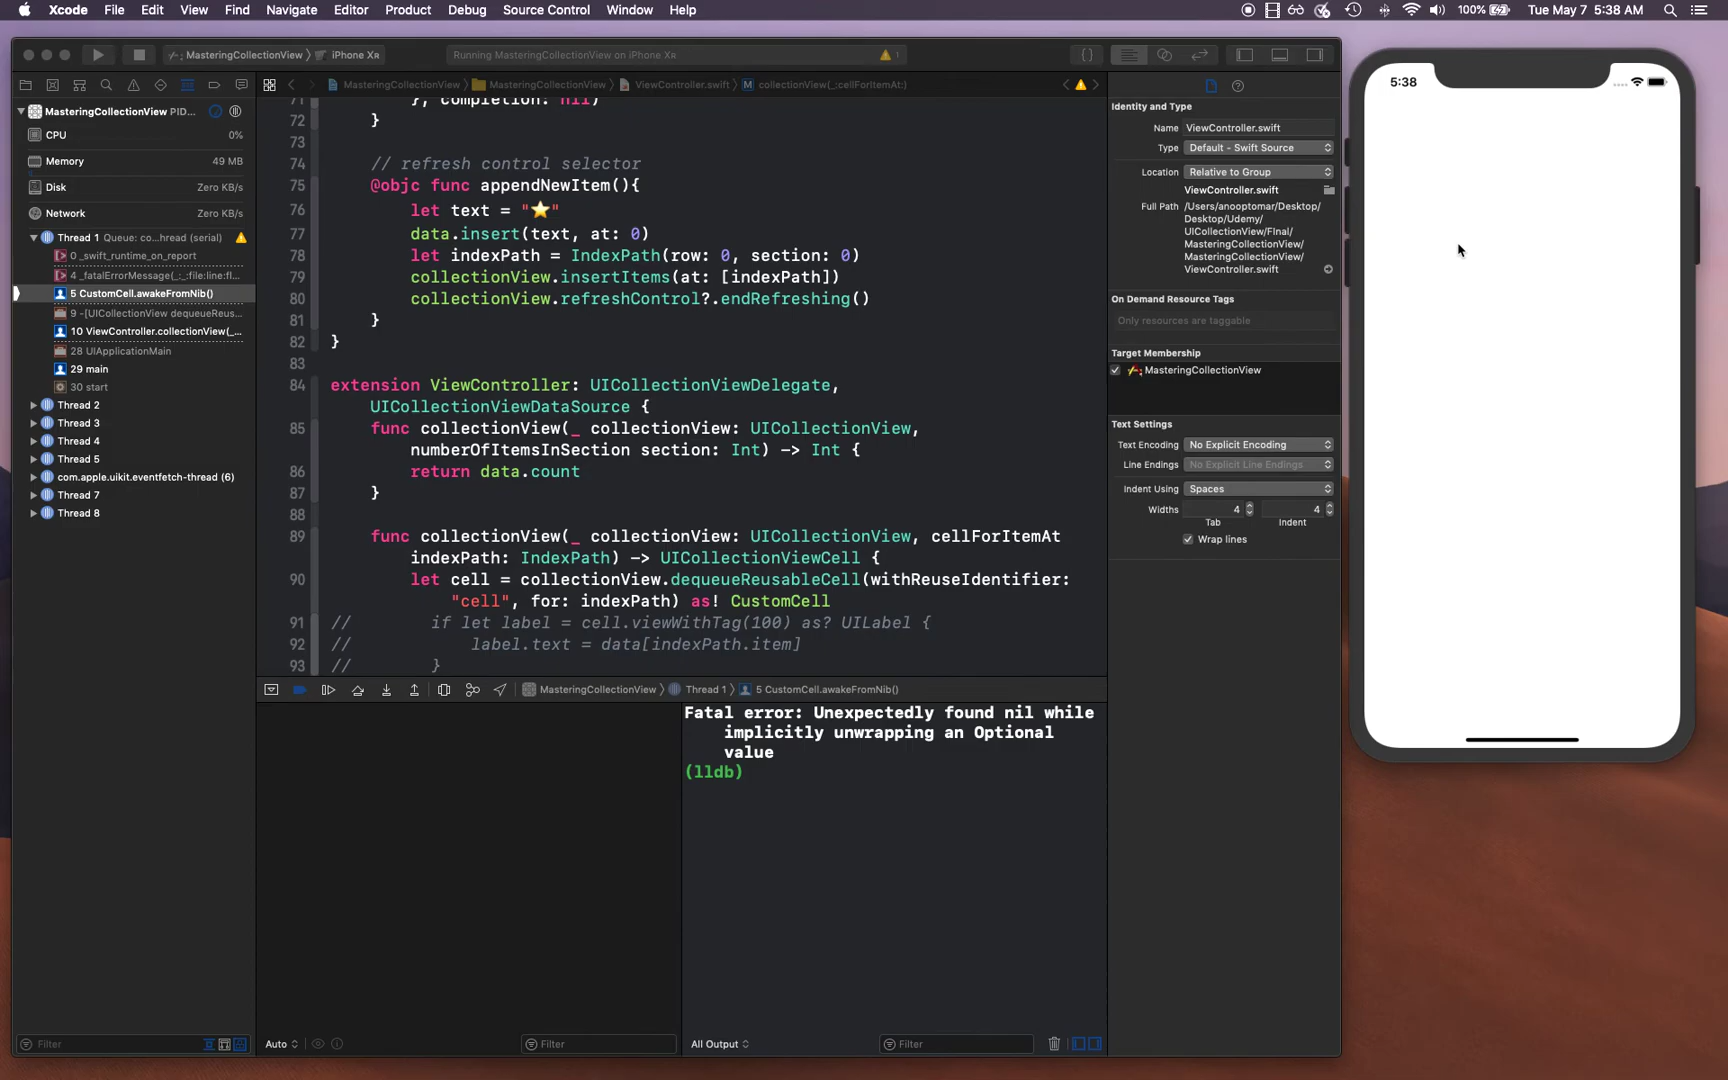 Xcode File Edit View Find Navigate Editor Product Debug Source Control Window Help
100% Tue May 7 5:38 AM
MasteringCollectionView 〉 iPhone Xʀ
Running MasteringCollectionView on iPhone Xʀ
1
MasteringCollectionView 〉 MasteringCollectionView 〉 ViewController.swift 〉 M collectionView(_:cellForItemAt:)
MasteringCollectionView PID...
CPU 0%
Memory 49 MB
Disk Zero KB/s
Network Zero KB/s
Thread 1 Queue: co...hread (serial)
0 _swift_runtime_on_report
4 _fatalErrorMessage(_:_:file:line:fl...
5 CustomCell.awakeFromNib()
9 -[UICollectionView dequeueReus...
10 ViewController.collectionView(_...
28 UIApplicationMain
29 main
30 start
Thread 2
Thread 3
Thread 4
Thread 5
com.apple.uikit.eventfetch-thread (6)
Thread 7
Thread 8
Filter
71 }, completion: nil)
72 }
73
74 // refresh control selector
75 @objc func appendNewItem(){
76 let text = "⭐"
77 data.insert(text, at: 0)
78 let indexPath = IndexPath(row: 0, section: 0)
79 collectionView.insertItems(at: [indexPath])
80 collectionView.refreshControl?.endRefreshing()
81 }
82 }
83
84 extension ViewController: UICollectionViewDelegate,
UICollectionViewDataSource {
85 func collectionView(_ collectionView: UICollectionView,
numberOfItemsInSection section: Int) -> Int {
86 return data.count
87 }
88
89 func collectionView(_ collectionView: UICollectionView, cellForItemAt
indexPath: IndexPath) -> UICollectionViewCell {
90 let cell = collectionView.dequeueReusableCell(withReuseIdentifier:
"cell", for: indexPath) as! CustomCell
91 // if let label = cell.viewWithTag(100) as? UILabel {
92 // label.text = data[indexPath.item]
93 // }
MasteringCollectionView 〉 Thread 1 〉 5 CustomCell.awakeFromNib()
Fatal error: Unexpectedly found nil while
implicitly unwrapping an Optional
value
(lldb)
Auto
Filter
All Output
Filter
Identity and Type
Name ViewController.swift
Type Default - Swift Source
Location Relative to Group
ViewController.swift
Full Path /Users/anooptomar/Desktop/
Desktop/Udemy/
UICollectionView/FInal/
MasteringCollectionView/
MasteringCollectionView/
ViewController.swift
On Demand Resource Tags
Only resources are taggable
Target Membership
MasteringCollectionView
Text Settings
Text Encoding No Explicit Encoding
Line Endings No Explicit Line Endings
Indent Using Spaces
Widths 4 4
Tab Indent
Wrap lines
5:38